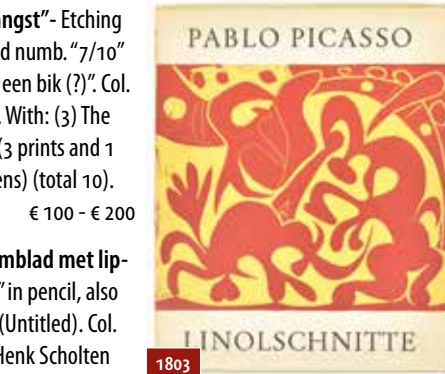 angst"- Etching
d numb. "7/10"
een bik (?)". Col.
. With: (3) The
(3 prints and 1
ens) (total 10).
€ 100 - € 200
mblad met lip-
" in pencil, also
(Untitled). Col.
Henk Scholten
PABLO PICASSO
LINOLSCHNITTE
1803